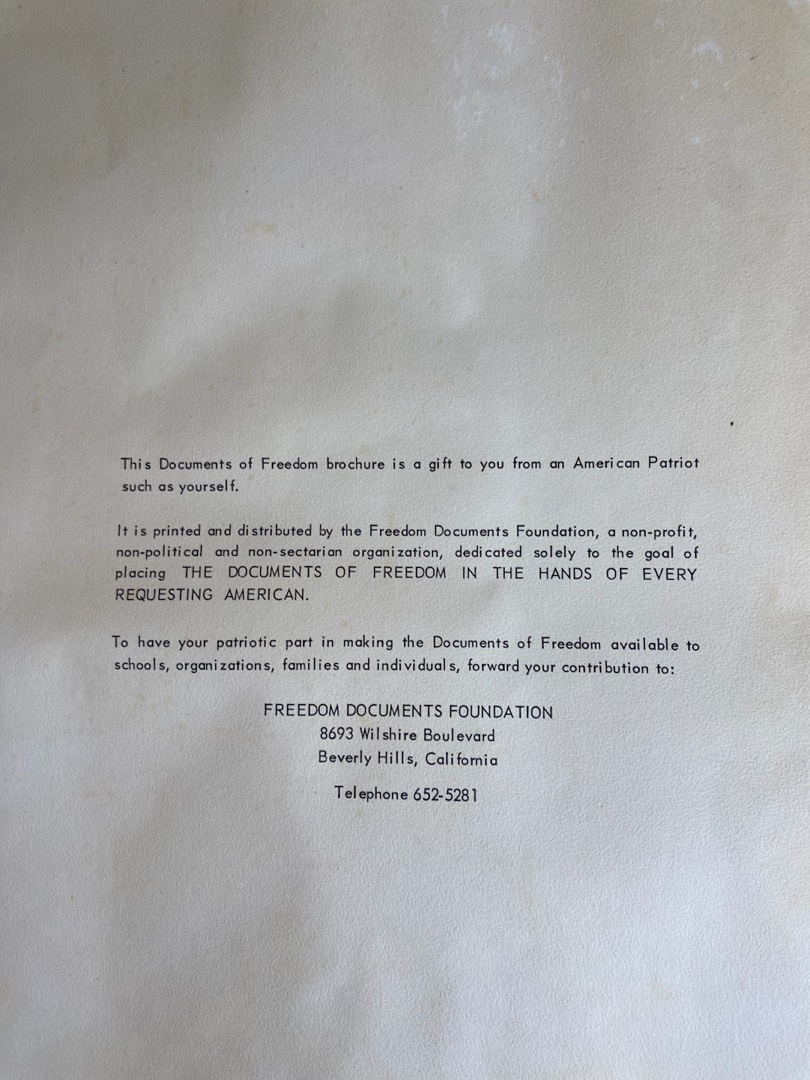 This Documents of Freedom brochure is a gift to you from an American Patriot
such as yourself.
It is printed and distributed by the Freedom Documents Foundation, a non-profit,
non-political and non-sectarian organization, dedicated solely to the goal of
placing THE DOCUMENTS OF FREEDOM IN THE HANDS OF EVERY
REQUESTING AMERICAN.
To have your patriotic part in making the Documents of Freedom available to
schools, organizations, families and individuals, forward your contribution to:
FREEDOM DOCUMENTS FOUNDATION
8693 Wilshire Boulevard
Beverly Hills, California
Telephone 652-5281